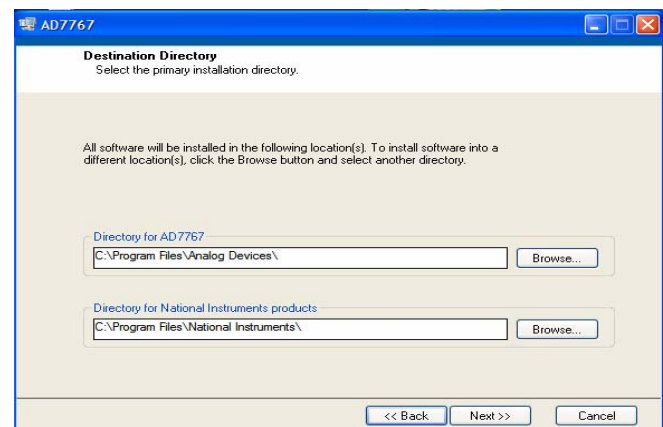 AD7767
Destination Directory
Select the primary installation directory.
All software will be installed in the following location(s). To install software into a
different location(s), click the Browse button and select another directory.
Directory for AD7767
C:\Program Files\Analog Devices\
Browse...
Directory for National Instruments products
C:\Program Files\National Instruments\
Browse...
<< Back
Next >>
Cancel